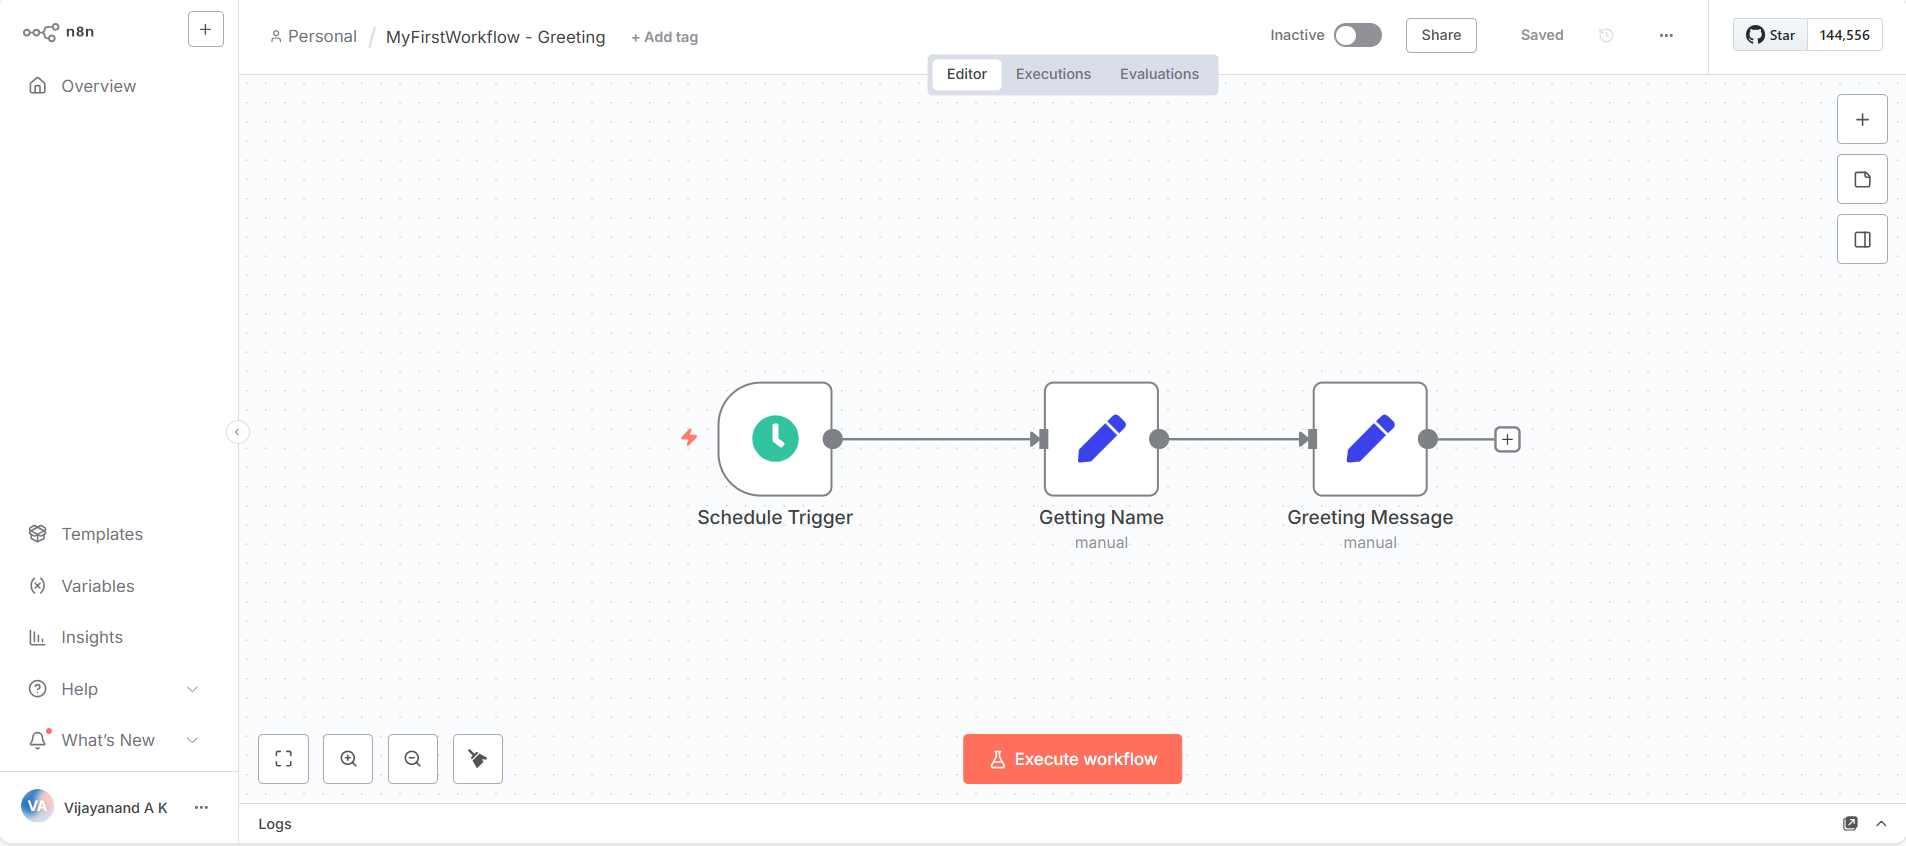 n8n
Personal / MyFirstWorkflow - Greeting + Add tag
Inactive
Share
Saved
Star 144,556
Editor Executions Evaluations
Overview
Schedule Trigger
Getting Name
manual
Greeting Message
manual
Templates
Variables
Insights
Help
What's New
Execute workflow
VA Vijayanand A K
Logs